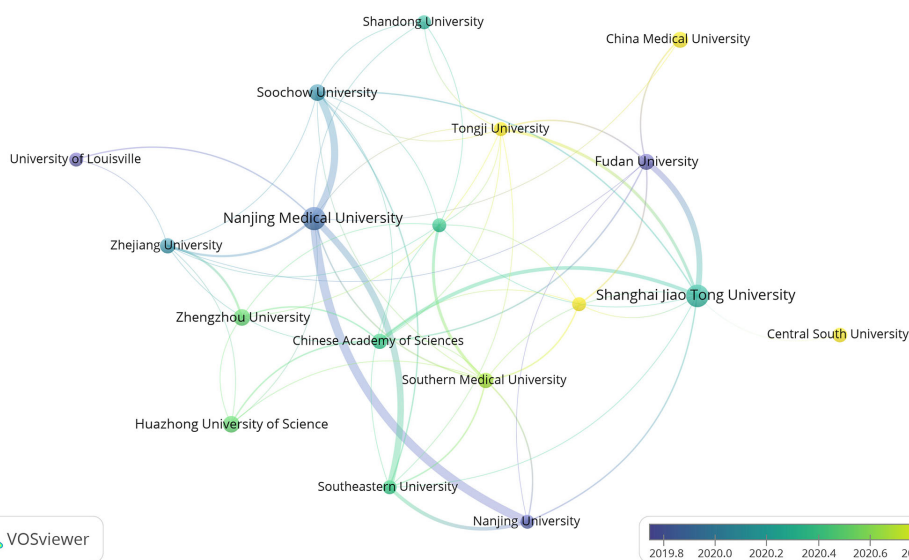 Shandong University
China Medical University
Soochow University
Tongji University
University of Louisville
Fudan University
Nanjing Medical University
Zhejiang University
Shanghai Jiao Tong University
Zhengzhou University
Central South University
Chinese Academy of Sciences
Southern Medical University
Huazhong University of Science
Southeastern University
Nanjing University
VOSviewer
2019.8 2020.0 2020.2 2020.4 2020.6